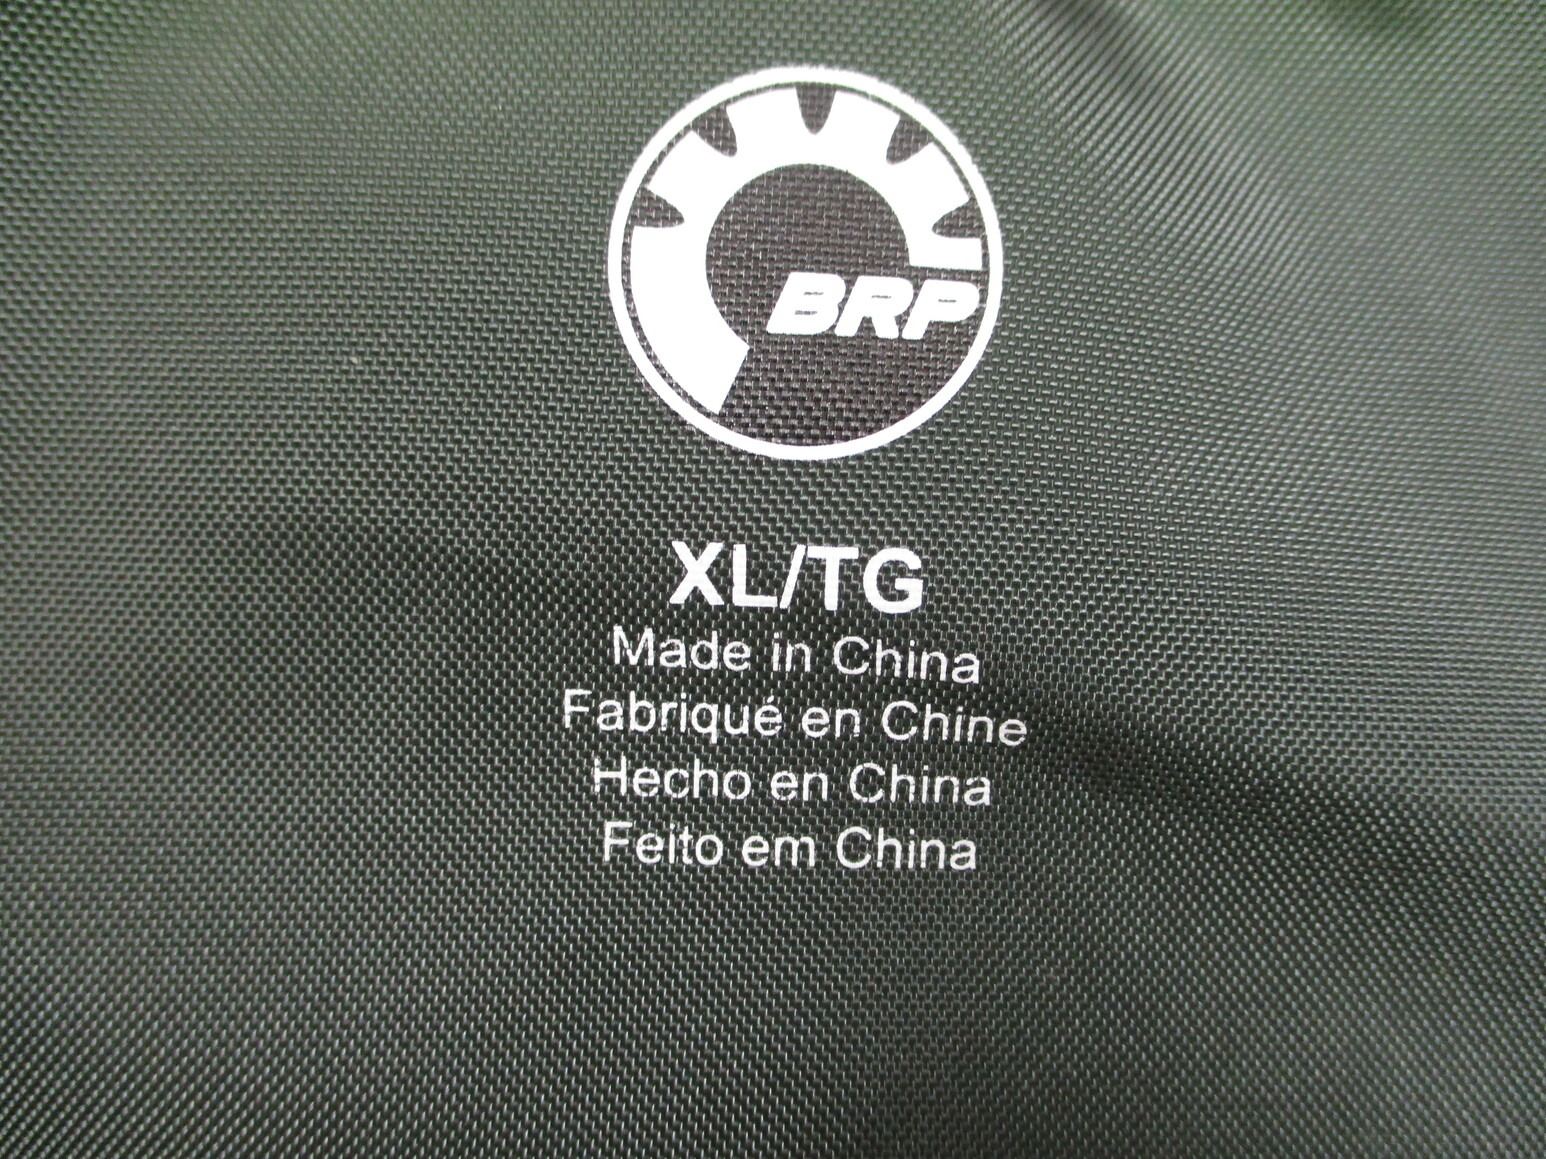 BRP
XL/TG
Made in China
Fabriqué en Chine
Hecho en China
Feito em China